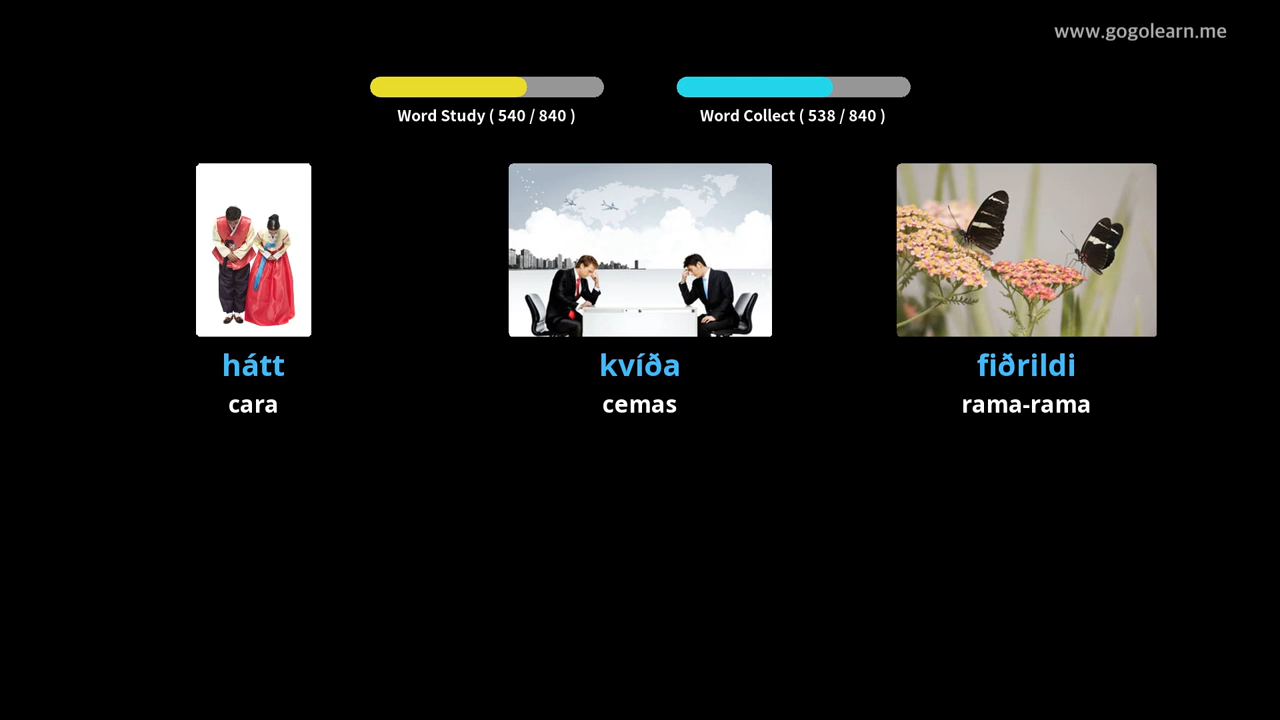 www.gogolearn.me
Word Study ( 540 / 840 )
Word Collect ( 538 / 840 )
hátt
kvíða
fiðrildi
cara
cemas
rama-rama